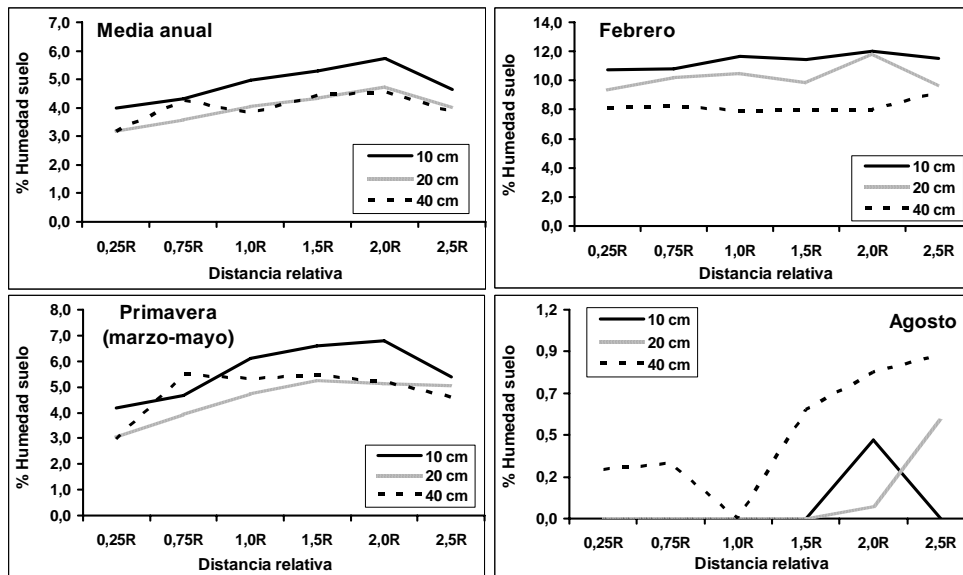 Media anual
% Humedad suelo
7,0
6,0
5,0
4,0
3,0
2,0
1,0
0,0
10 cm
20 cm
40 cm
0,25R 0,75R 1,0R 1,5R 2,0R 2,5R
Distancia relativa
Febrero
% Humedad suelo
14,0
12,0
10,0
8,0
6,0
4,0
2,0
0,0
10 cm
20 cm
40 cm
0,25R 0,75R 1,0R 1,5R 2,0R 2,5R
Distancia relativa
Primavera
(marzo-mayo)
% Humedad suelo
8,0
7,0
6,0
5,0
4,0
3,0
2,0
1,0
0,0
10 cm
20 cm
40 cm
0,25R 0,75R 1,0R 1,5R 2,0R 2,5R
Distancia relativa
Agosto
% Humedad suelo
1,2
0,9
0,7
0,5
0,2
0,0
10 cm
20 cm
40 cm
0,25R 0,75R 1,0R 1,5R 2,0R 2,5R
Distancia relativa